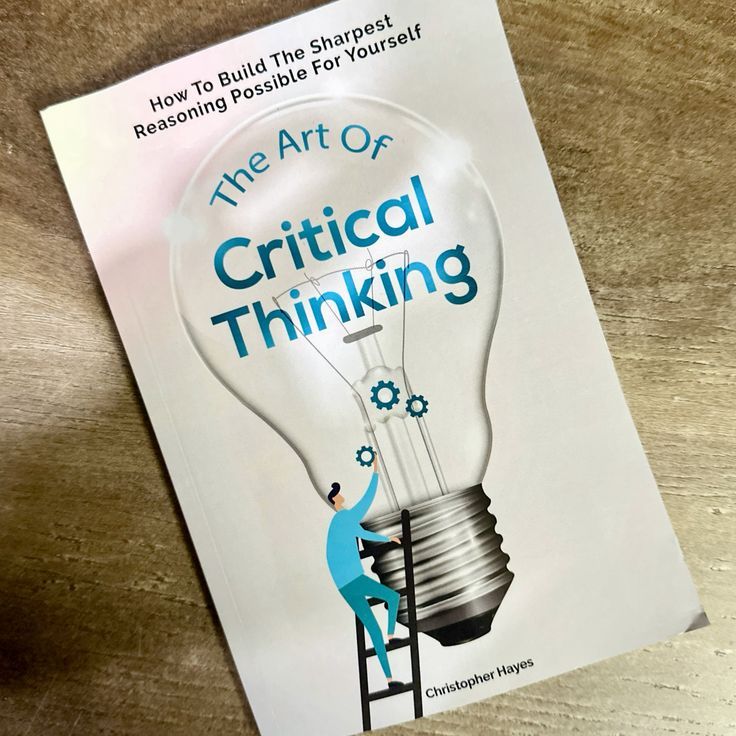 How To Build The Sharpest
Reasoning Possible For Yourself
The Art Of
Critical
Thinking
Christopher Hayes